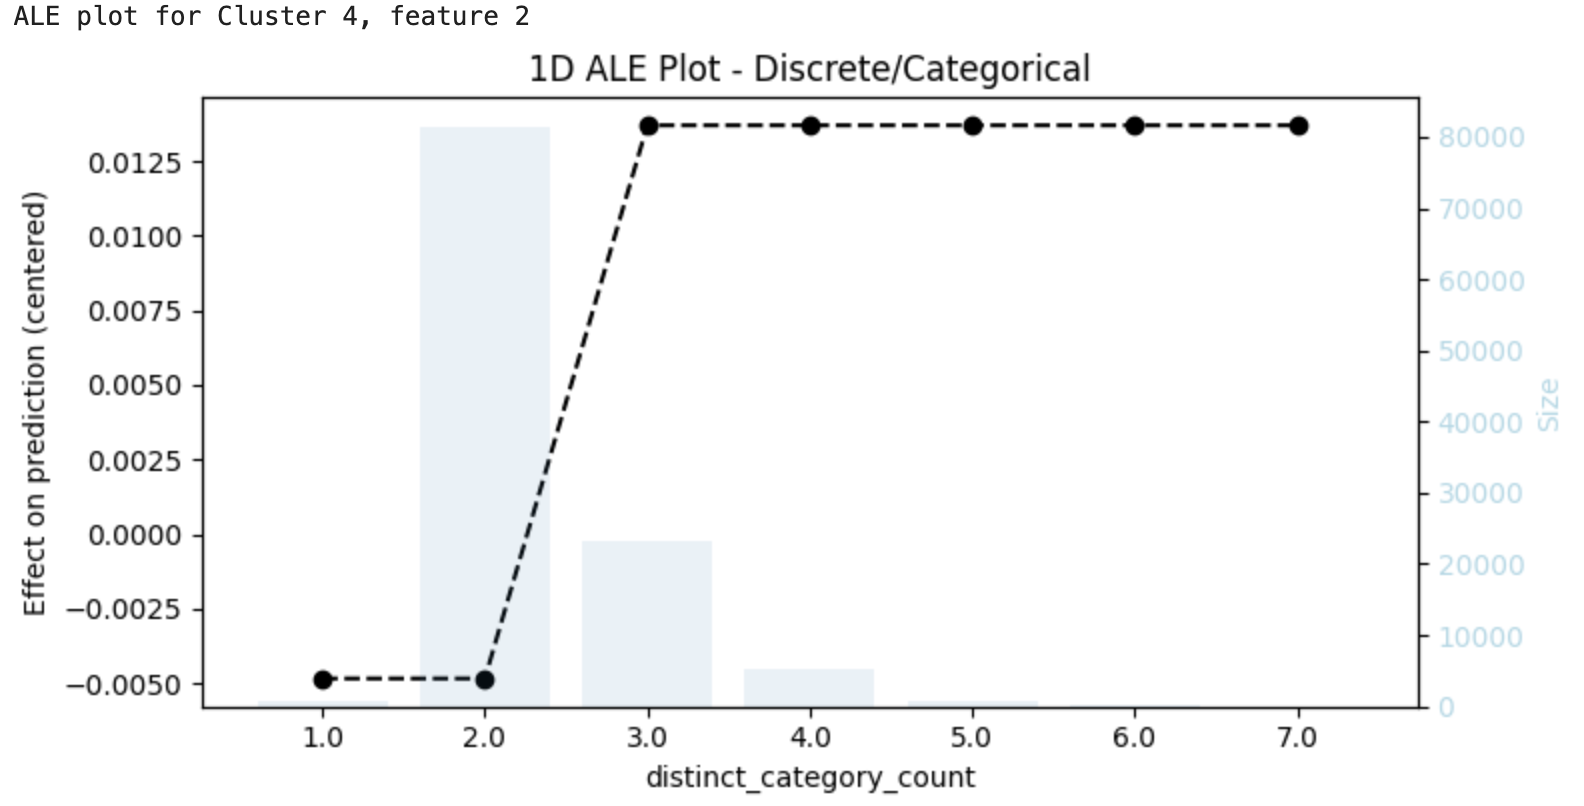 ALE plot for Cluster 4, feature 2
1D ALE Plot - Discrete/Categorical
Effect on prediction (centered)
0.0125
0.0100
0.0075
0.0050
0.0025
0.0000
−0.0025
−0.0050
80000
70000
60000
50000
40000
30000
20000
10000
0
Size
1.0 2.0 3.0 4.0 5.0 6.0 7.0
distinct_category_count